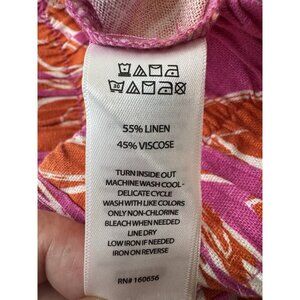 55% LINEN
45% VISCOSE
TURN INSIDE OUT
MACHINE WASH COOL -
DELICATE CYCLE
WASH WITH LIKE COLORS
ONLY NON-CHLORINE
BLEACH WHEN NEEDED
LINE DRY
LOW IRON IF NEEDED
IRON ON REVERSE
RN# 160656